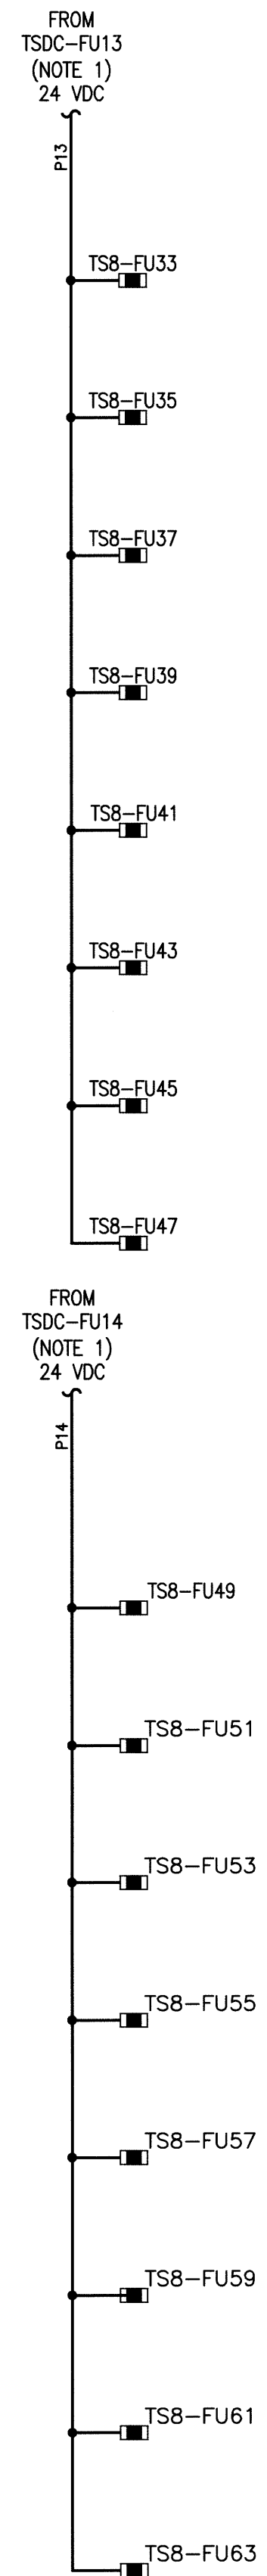 FROM
TSDC-FU13
(NOTE 1)
24 VDC
P13
TS8-FU33
TS8-FU35
TS8-FU37
TS8-FU39
TS8-FU41
TS8-FU43
TS8-FU45
TS8-FU47
FROM
TSDC-FU14
(NOTE 1)
24 VDC
P14
TS8-FU49
TS8-FU51
TS8-FU53
TS8-FU55
TS8-FU57
TS8-FU59
TS8-FU61
TS8-FU63